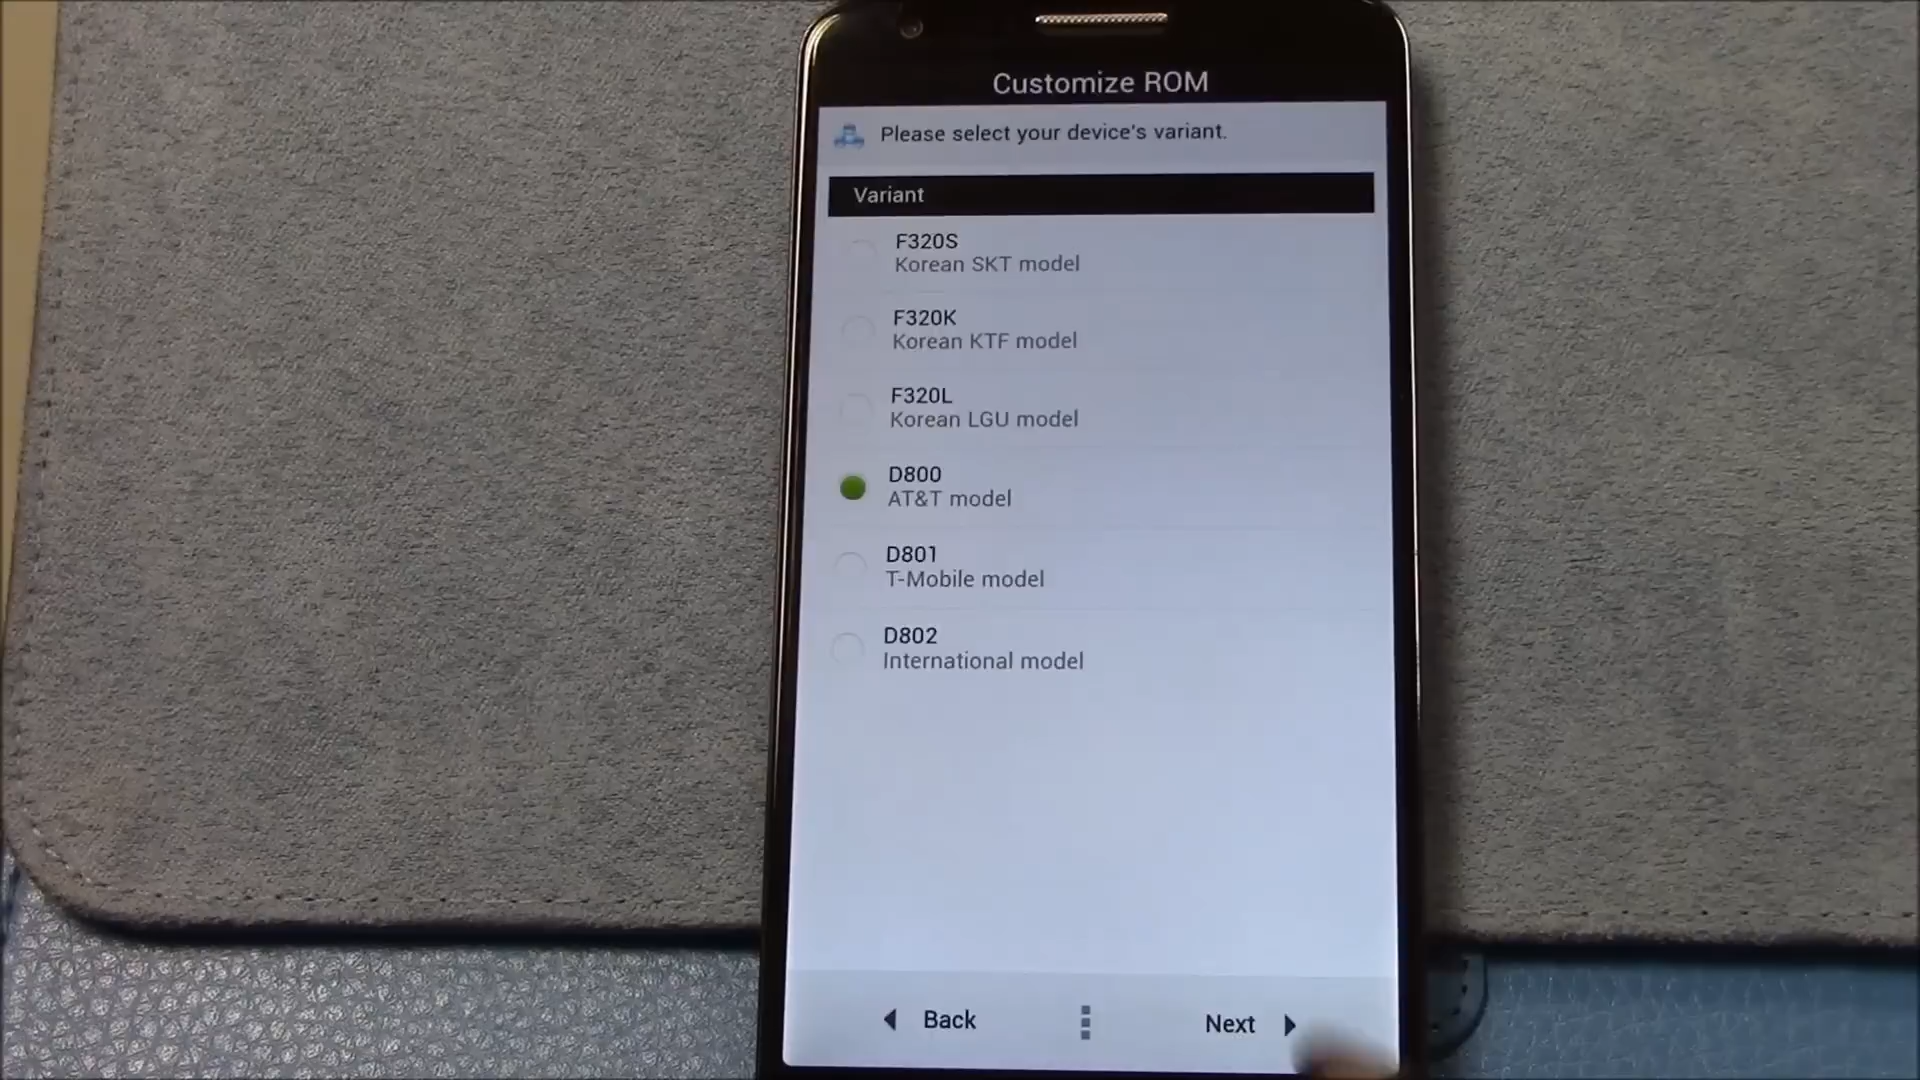 Customize ROM
Please select your device's variant.
Variant
F320S
Korean SKT model
F320K
Korean KTF model
F320L
Korean LGU model
D800
AT&T model
D801
T-Mobile model
D802
International model
Back
Next